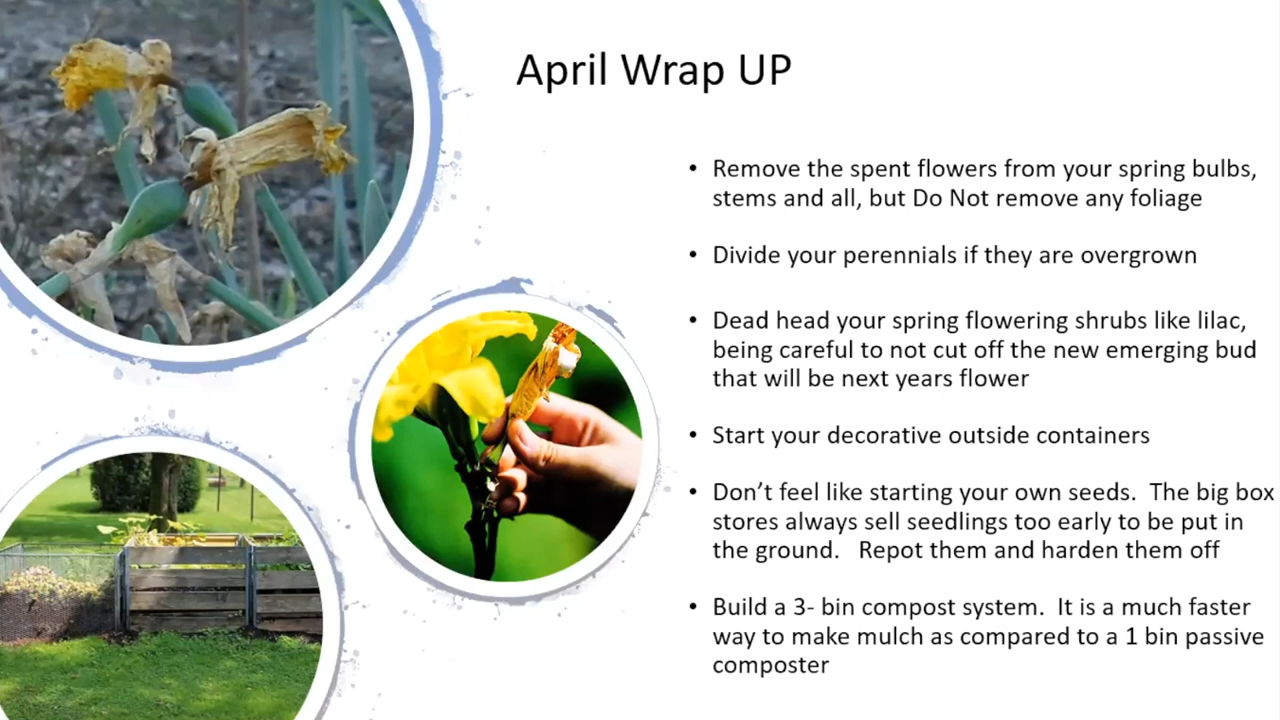 April Wrap UP
• Remove the spent flowers from your spring bulbs,
stems and all, but Do Not remove any foliage
• Divide your perennials if they are overgrown
• Dead head your spring flowering shrubs like lilac,
being careful to not cut off the new emerging bud
that will be next years flower
• Start your decorative outside containers
• Don’t feel like starting your own seeds.  The big box
stores always sell seedlings too early to be put in
the ground.   Repot them and harden them off
• Build a 3- bin compost system.  It is a much faster
way to make mulch as compared to a 1 bin passive
composter